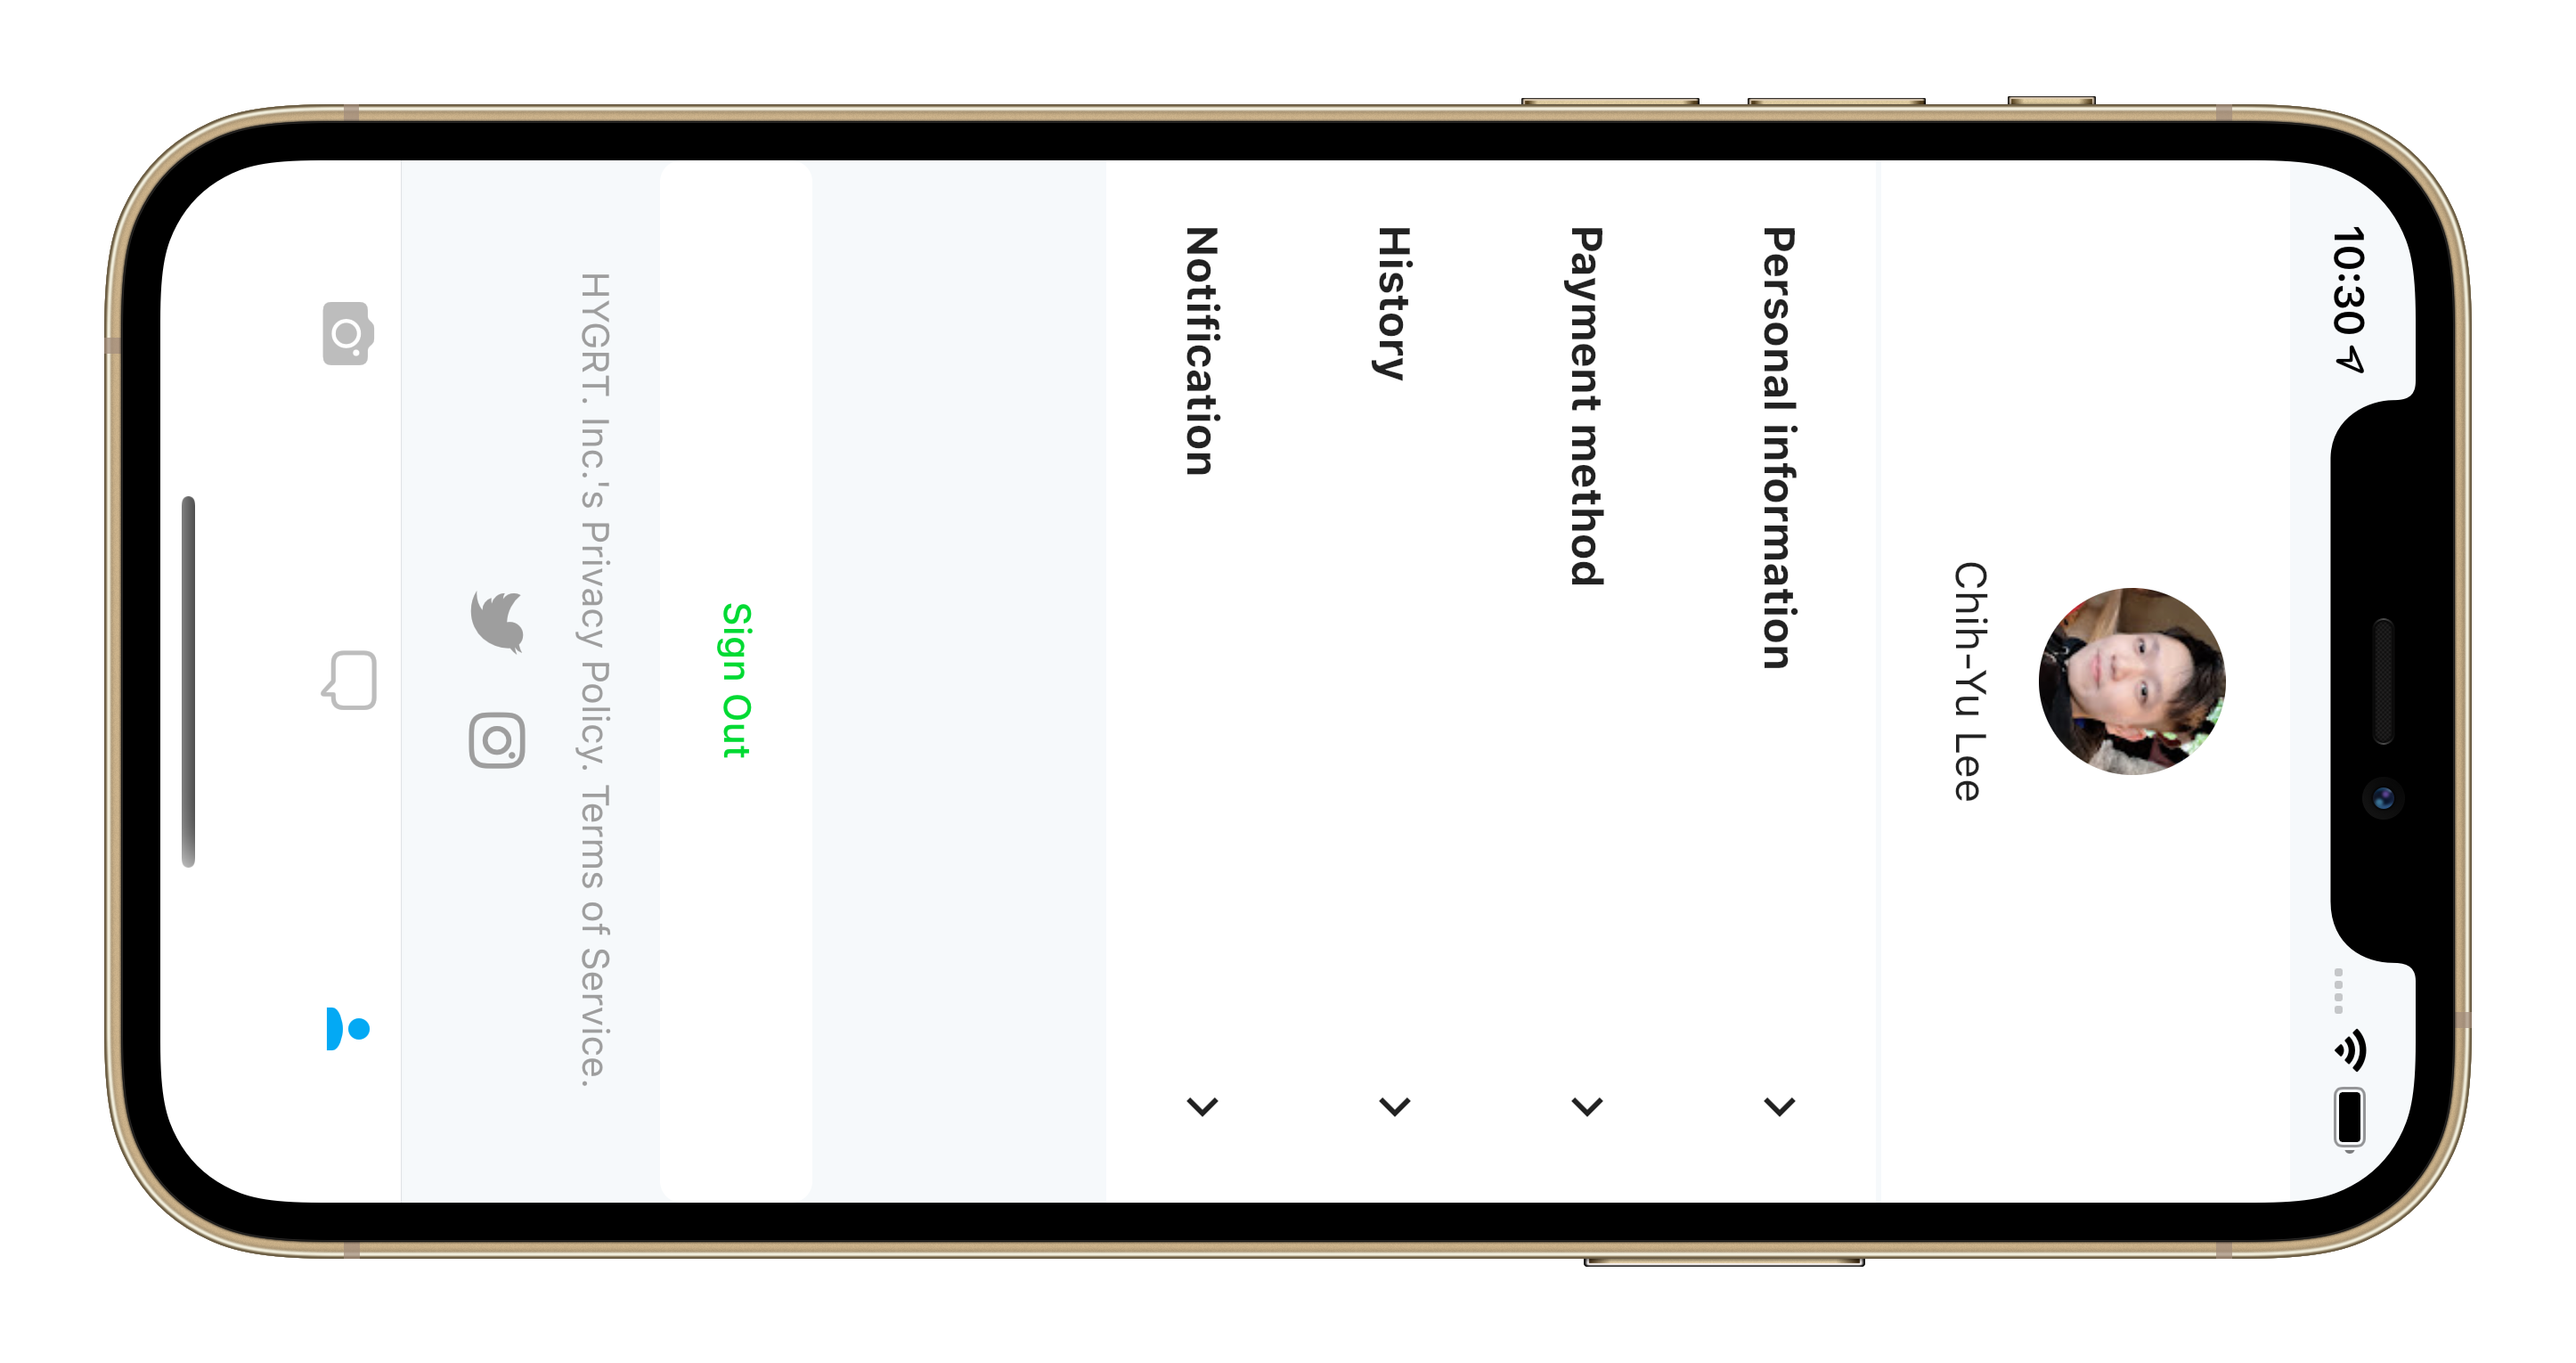 10:30
Chih-Yu Lee
Personal information
Payment method
History
Notification
Sign Out
HYGRT. Inc.'s Privacy Policy. Terms of Service.